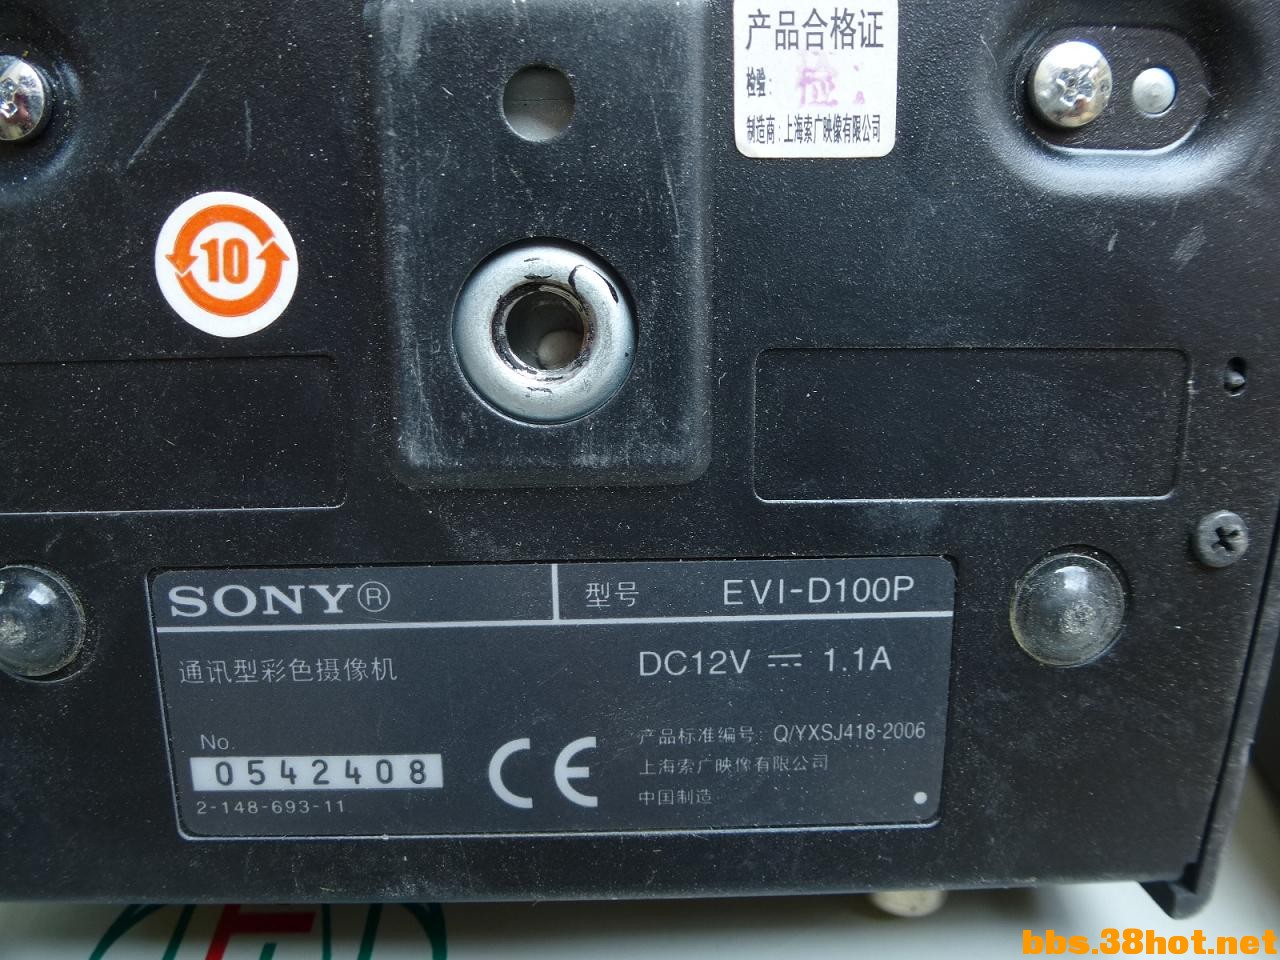 产品合格证
检验：
检
制造商：上海索广映像有限公司
10
SONY®
型号 EVI-D100P
通讯型彩色摄像机
DC12V ⎓ 1.1A
No.
0542408
2-148-693-11
CE
产品标准编号: Q/YXSJ418-2006
上海索广映像有限公司
中国制造
bbs.38hot.net